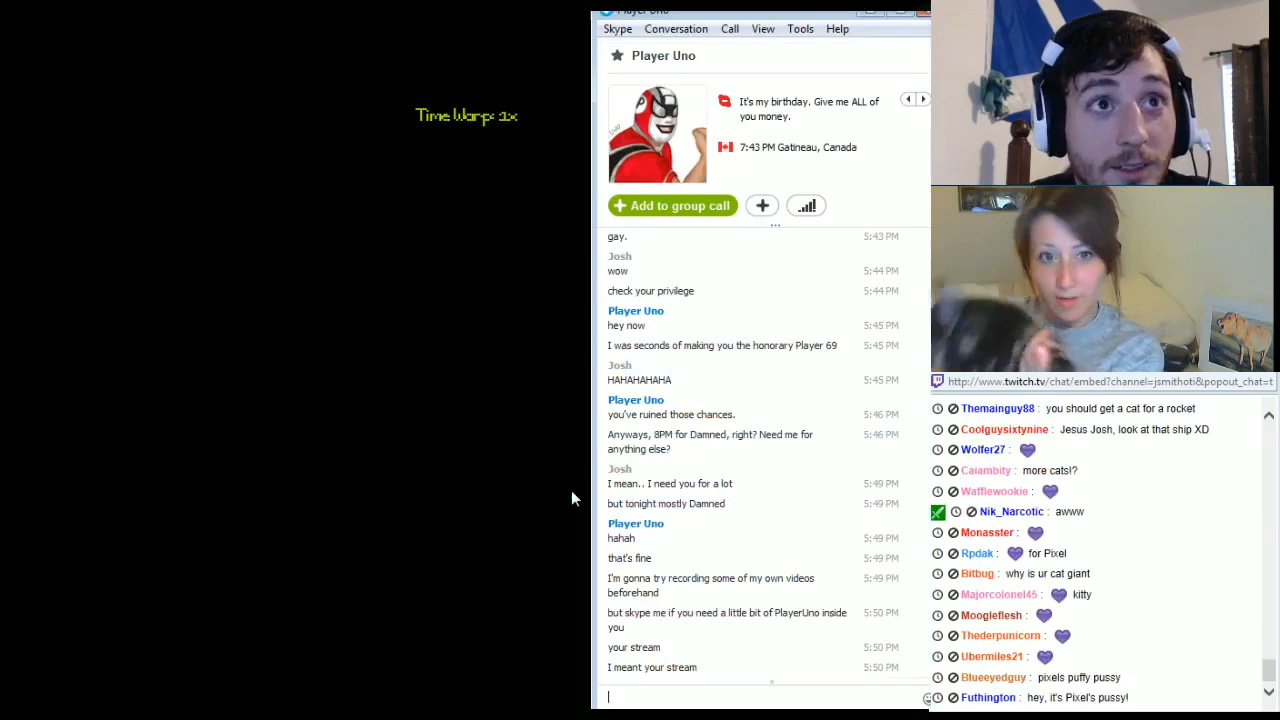 Time Warp: 1x
Player Uno
Skype Conversation Call View Tools Help
Player Uno
It's my birthday. Give me ALL of
you money.
7:43 PM Gatineau, Canada
Add to group call
gay. 5:43 PM
Josh
wow 5:44 PM
check your privilege 5:44 PM
Player Uno
hey now 5:45 PM
I was seconds of making you the honorary Player 69 5:45 PM
Josh
HAHAHAHAHA 5:45 PM
Player Uno
you've ruined those chances. 5:46 PM
Anyways, 8PM for Damned, right? Need me for 5:46 PM
anything else?
Josh
I mean.. I need you for a lot 5:49 PM
but tonight mostly Damned 5:49 PM
Player Uno
hahah 5:49 PM
that's fine 5:49 PM
I'm gonna try recording some of my own videos 5:49 PM
beforehand
but skype me if you need a little bit of PlayerUno inside 5:50 PM
you
your stream 5:50 PM
I meant your stream 5:50 PM
http://www.twitch.tv/chat/embed?channel=jsmithoti&popout_chat=t
Themainguy88 : you should get a cat for a rocket
Coolguysixtynine : Jesus Josh, look at that ship XD
Wolfer27 :
Caiambity : more cats!?
Wafflewookie :
Nik_Narcotic : awww
Monasster :
Rpdak : for Pixel
Bitbug : why is ur cat giant
Majorcolonel45 : kitty
Moogleflesh :
Thederpunicorn :
Ubermiles21 :
Blueeyedguy : pixels puffy pussy
Futhington : hey, it's Pixel's pussy!